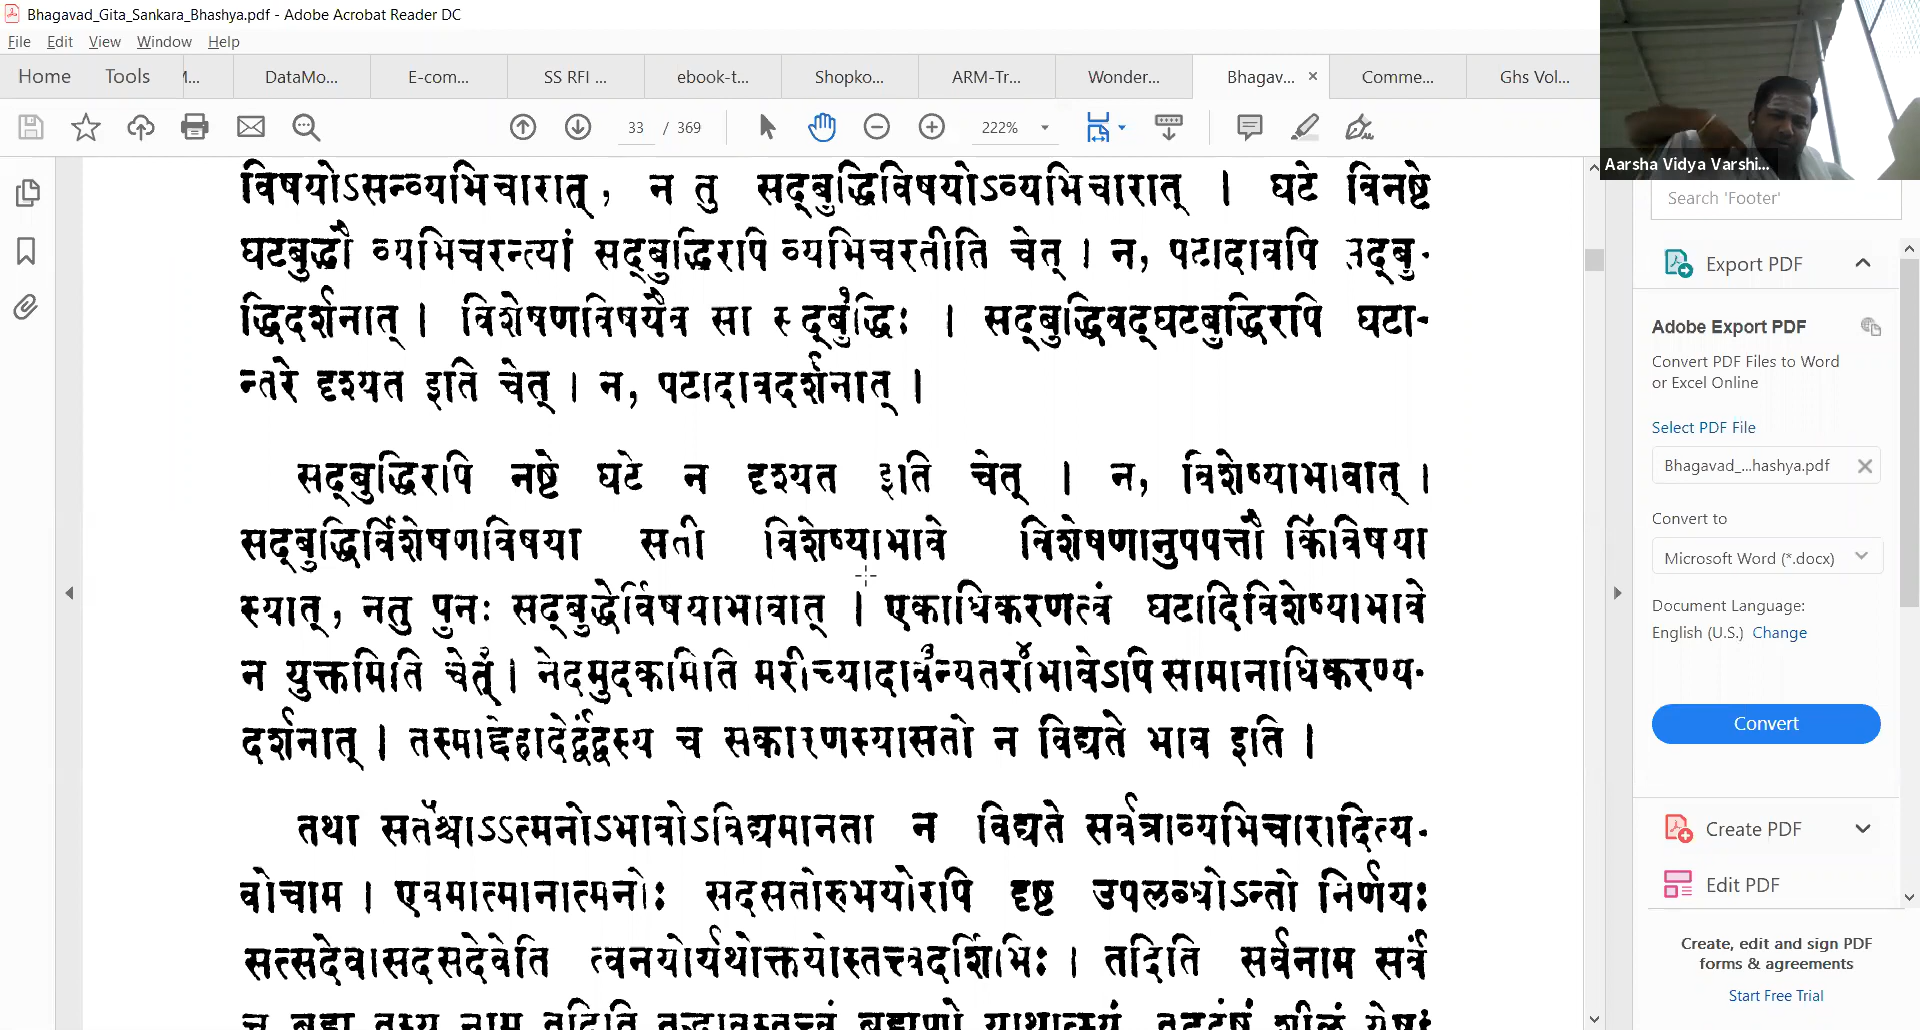 Bhagavad_Gita_Sankara_Bhashya.pdf - Adobe Acrobat Reader DC
File Edit View Window Help
Home Tools DataMo... E-com... SS RFI ... ebook-t... Shopko... ARM-Tr... Wonder... Bhagav... Comme... Ghs Vol...
33 / 369 222%
Aarsha Vidya Varshi...
विषयोऽसन्व्यभिचारात्, न तु सद्बुद्धिविषयोऽव्यभिचारात् । घटे विनष्टे
घटबुद्धौ व्यभिचरन्त्यां सद्बुद्धिरपि व्यभिचरतीति चेत् । न, पटादावपि सद्बु-
द्धिदर्शनात् । विशेषणविषयैव सा सद्बुद्धिः । सद्बुद्धिवद्घटबुद्धिरपि घटा-
न्तरे दृश्यत इति चेत् । न, पटादावदर्शनात् ।
सद्बुद्धिरपि नष्टे घटे न दृश्यत इति चेत् । न, विशेष्याभावात् ।
सद्बुद्धिर्विशेषणविषया सती विशेष्याभावे विशेषणानुपपत्तौ किंविषया
स्यात्, नतु पुनः सद्बुद्धेर्विषयाभावात् । एकाधिकरणत्वं घटादिविशेष्याभावे
न युक्तमिति चेत् । नेदमुदकमिति मरीच्यादावन्यतराभावेऽपि सामानाधिकरण्य-
दर्शनात् । तस्माद्देहादेर्द्वंद्वस्य च सकारणस्यासतो न विद्यते भाव इति ।
तथा सतश्चाऽऽत्मनोऽभावोऽविद्यमानता न विद्यते सर्वत्राव्यभिचारादित्य-
वोचाम । एवमात्मानात्मनोः सदसतोरुभयोरपि दृष्ट उपलब्धोऽन्तो निर्णयः
सत्सदेवासदसदेवेति त्वनयोर्यथोक्तयोस्तत्त्वदर्शिभिः । तदिति सर्वनाम सर्वं
Search 'Footer'
Export PDF
Adobe Export PDF
Convert PDF Files to Word
or Excel Online
Select PDF File
Bhagavad_...hashya.pdf
Convert to
Microsoft Word (*.docx)
Document Language:
English (U.S.) Change
Convert
Create PDF
Edit PDF
Create, edit and sign PDF
forms & agreements
Start Free Trial